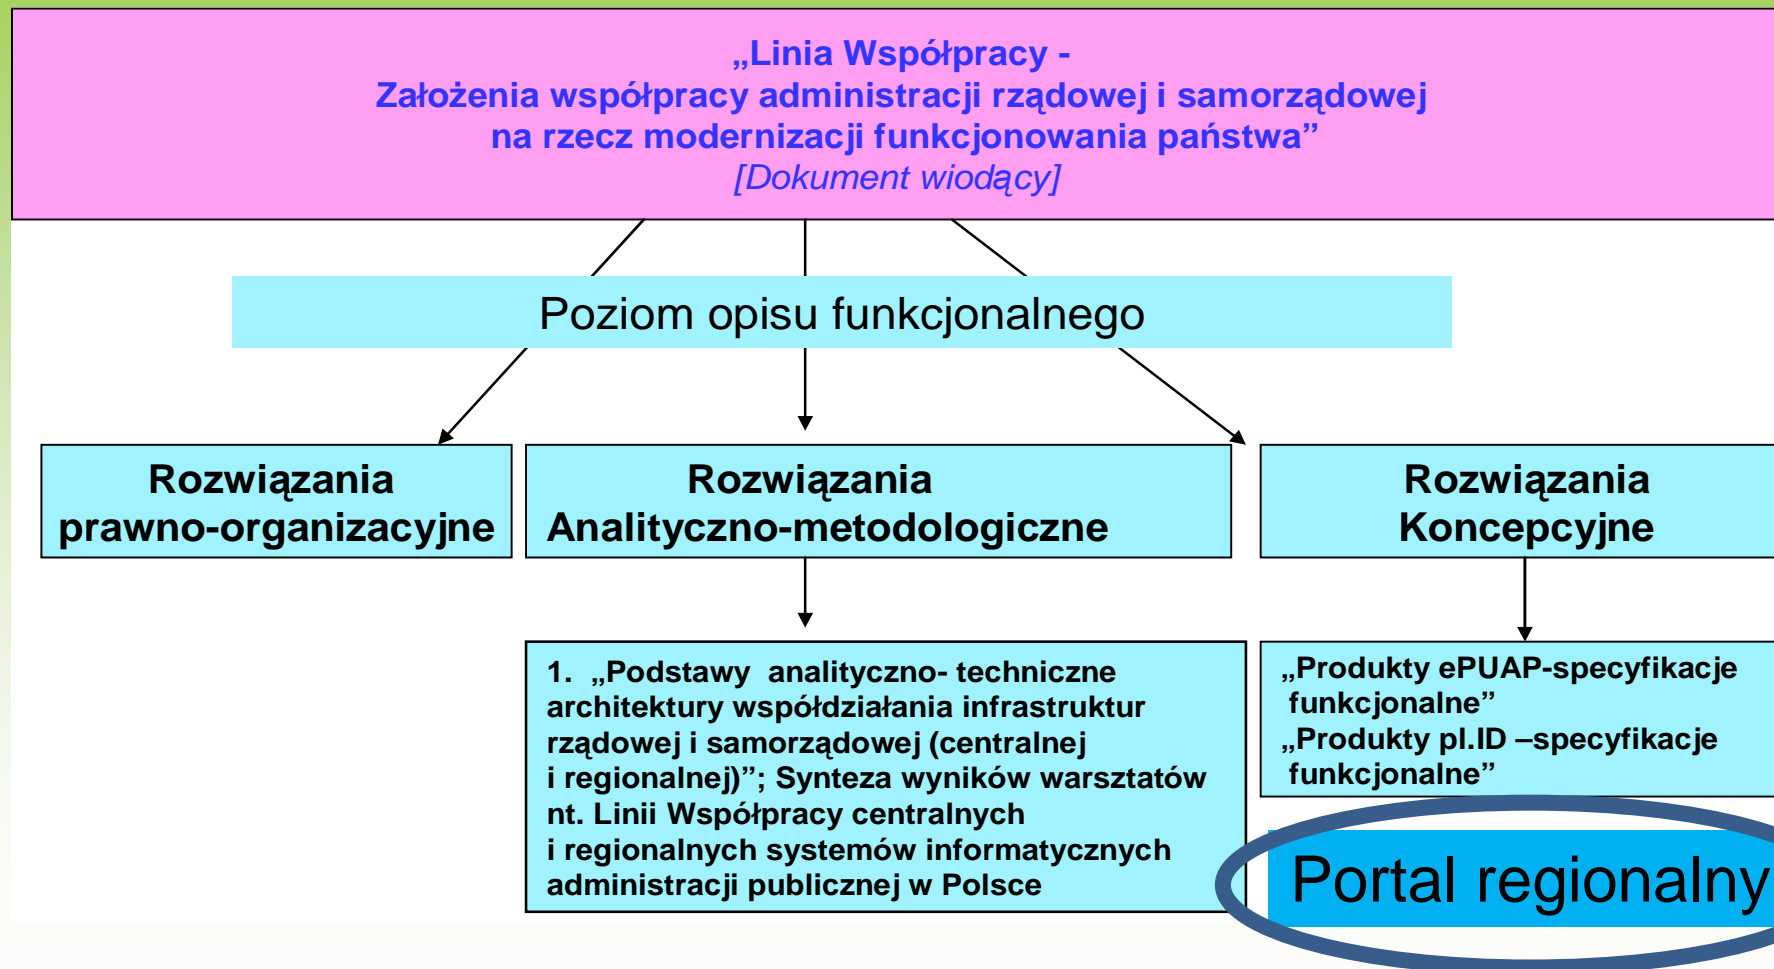 „Linia Współpracy -
Założenia współpracy administracji rządowej i samorządowej
na rzecz modernizacji funkcjonowania państwa”
[Dokument wiodący]
Poziom opisu funkcjonalnego
Rozwiązania
prawno-organizacyjne
Rozwiązania
Analityczno-metodologiczne
Rozwiązania
Koncepcyjne
1. „Podstawy analityczno- techniczne
architektury współdziałania infrastruktur
rządowej i samorządowej (centralnej
i regionalnej)”; Synteza wyników warsztatów
nt. Linii Współpracy centralnych
i regionalnych systemów informatycznych
administracji publicznej w Polsce
„Produkty ePUAP-specyfikacje
funkcjonalne”
„Produkty pl.ID –specyfikacje
funkcjonalne”
Portal regionalny